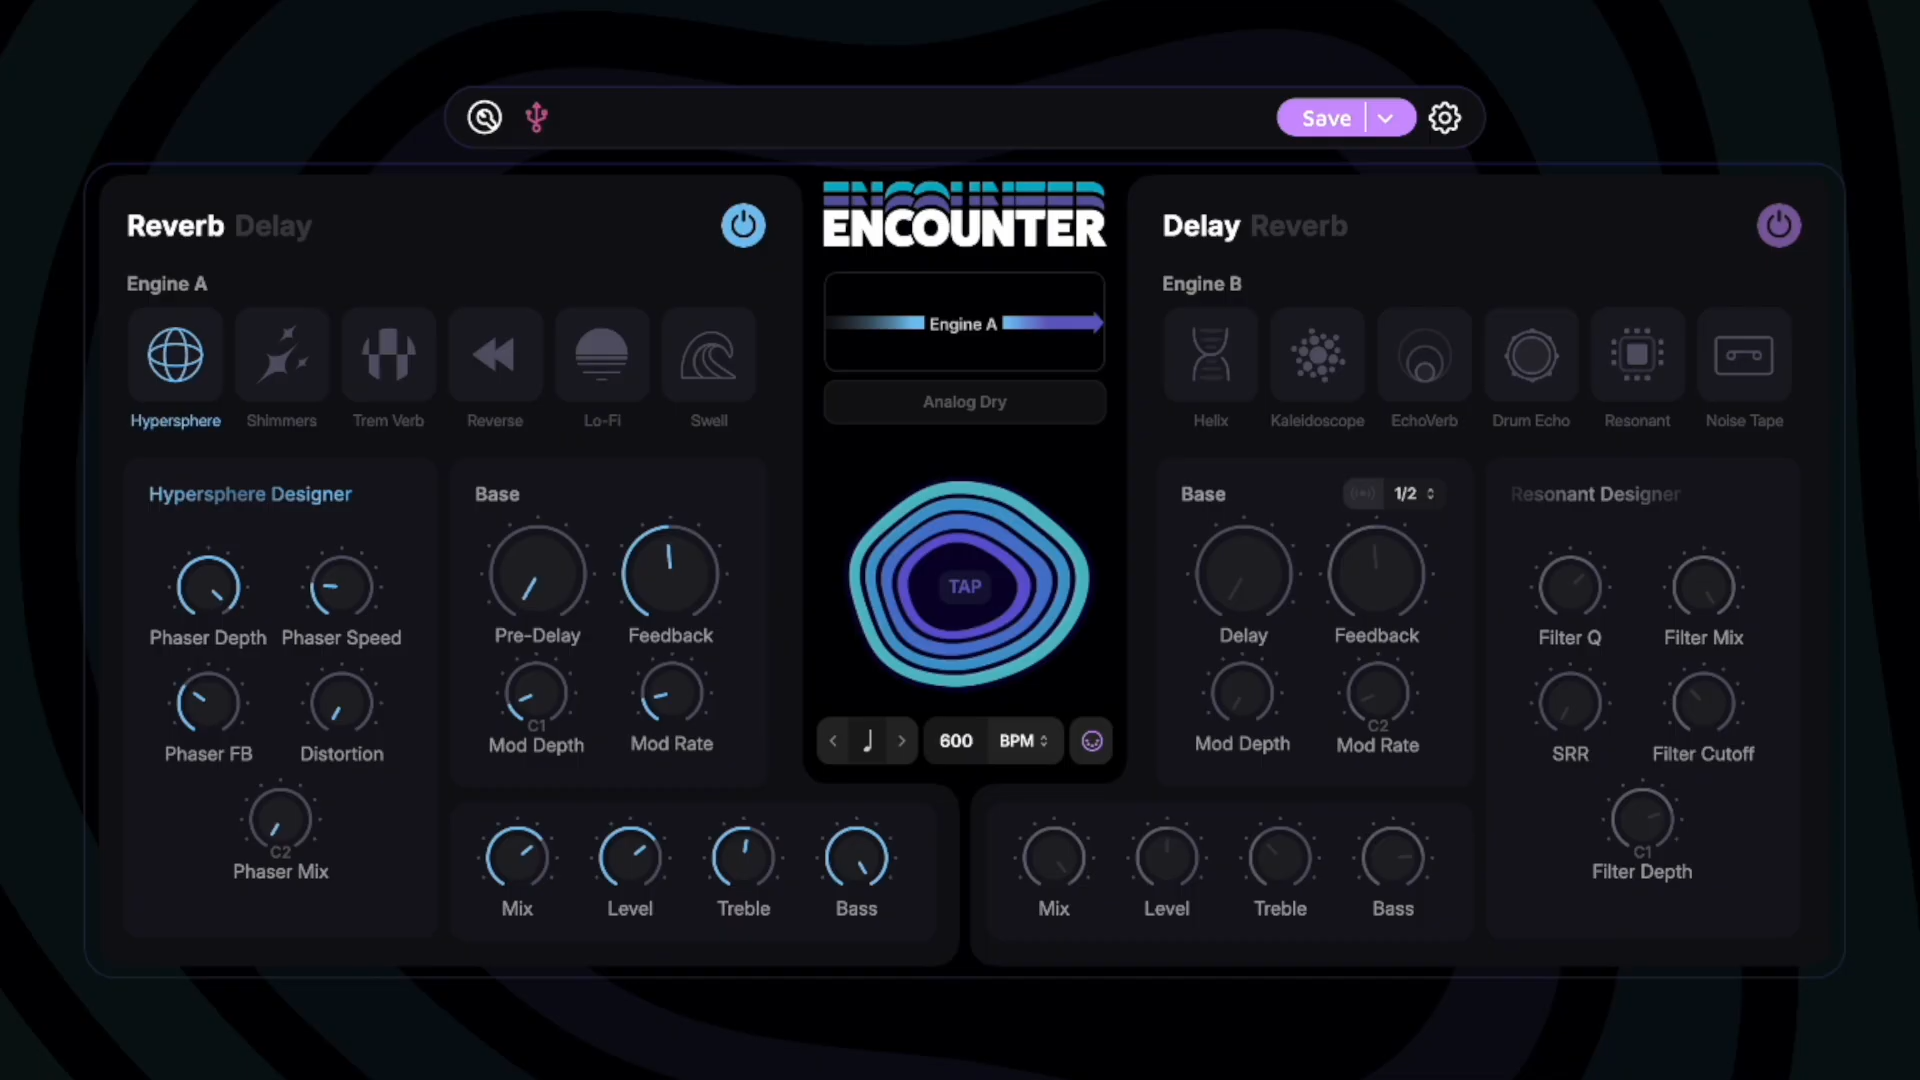 Save
Reverb Delay
ENCOUNTER
ENCOUNTER
Delay Reverb
Engine A
Engine A
Engine B
Hypersphere
Shimmers
Trem Verb
Reverse
Lo-Fi
Swell
Analog Dry
Helix
Kaleidoscope
EchoVerb
Drum Echo
Resonant
Noise Tape
Hypersphere Designer
Phaser Depth
Phaser Speed
Phaser FB
Distortion
C2
Phaser Mix
Base
Pre-Delay
Feedback
C1
Mod Depth
Mod Rate
Mix
Level
Treble
Bass
TAP
600
BPM
Base
1/2
Delay
Feedback
Mod Depth
C2
Mod Rate
Mix
Level
Treble
Bass
Resonant Designer
Filter Q
Filter Mix
SRR
Filter Cutoff
C1
Filter Depth